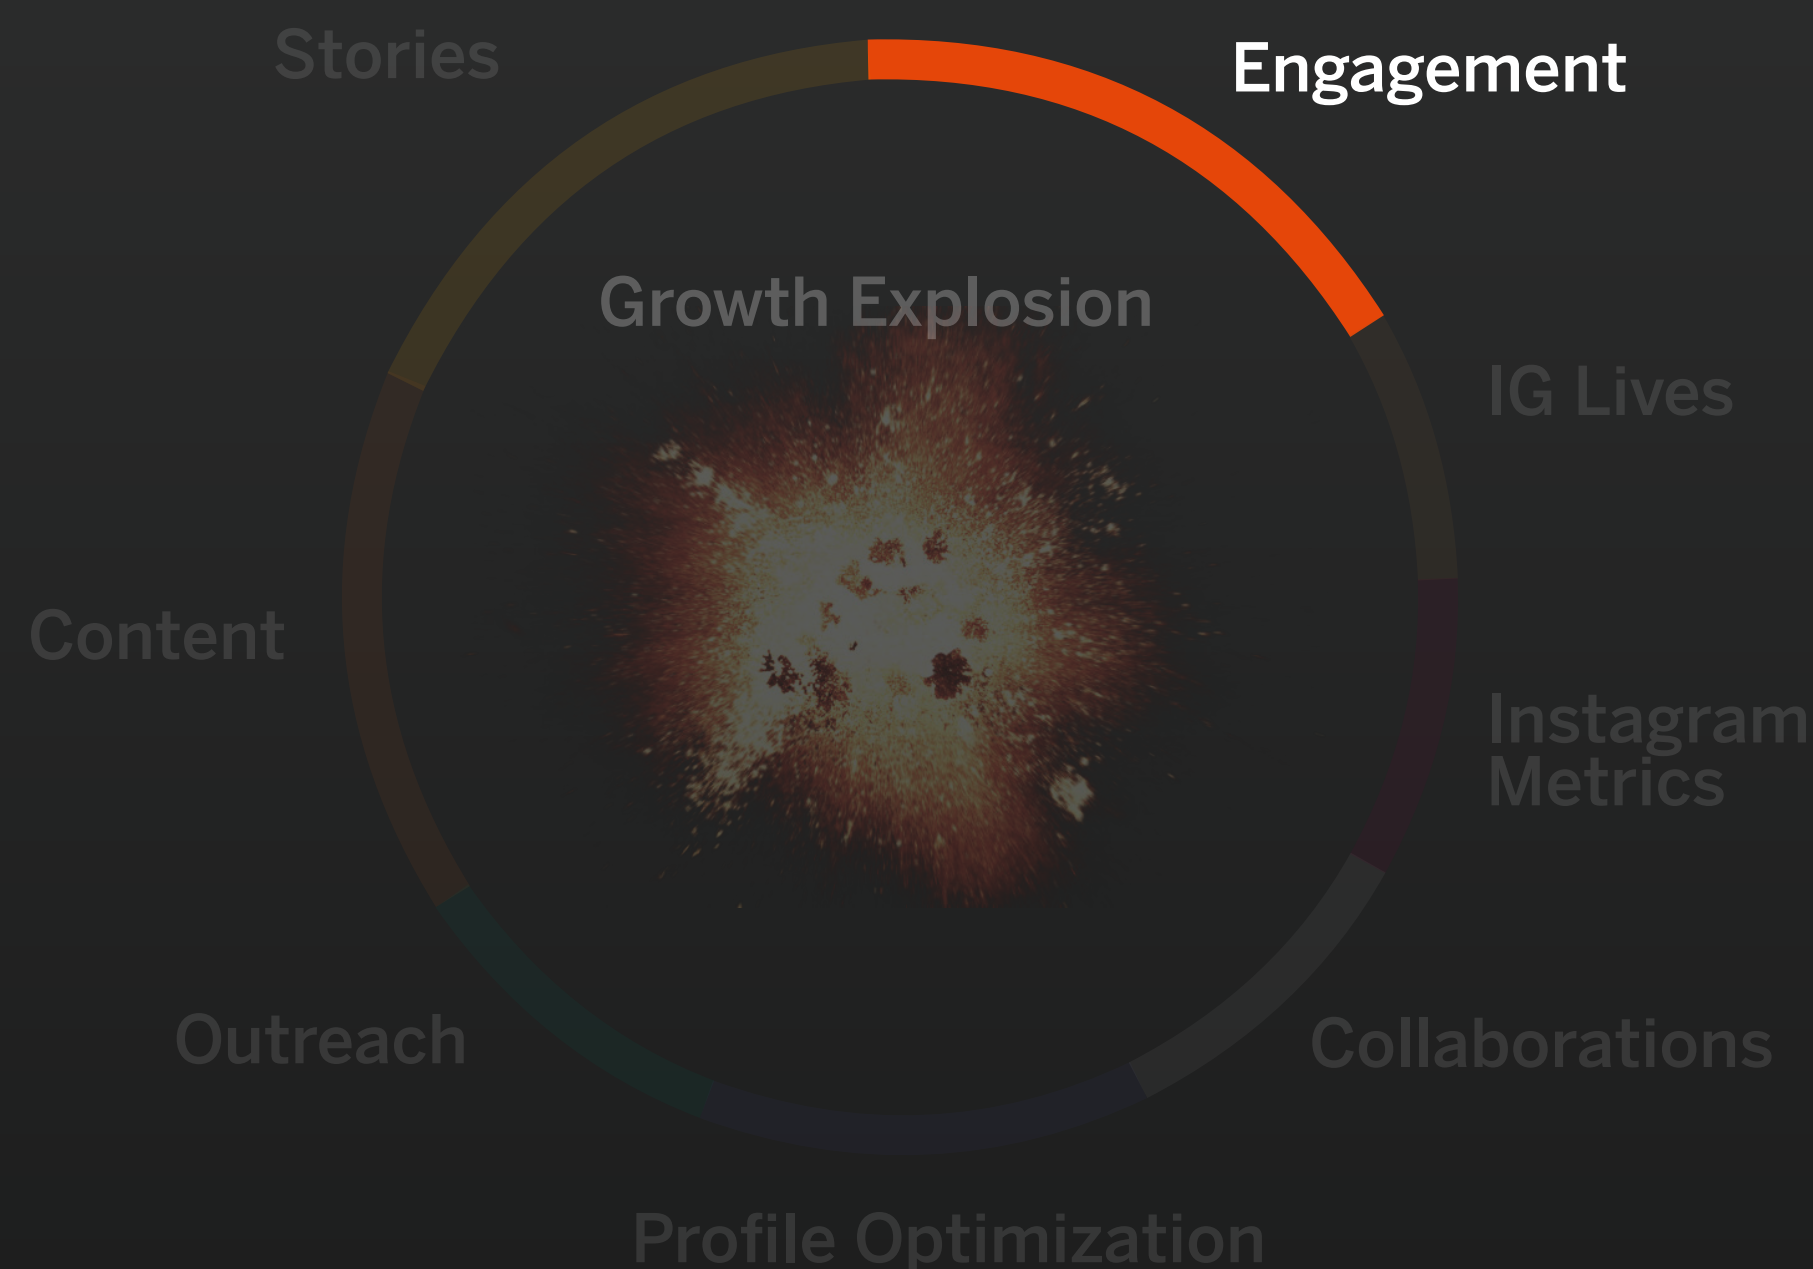 Stories
Engagement
Growth Explosion
IG Lives
Content
Instagram
Metrics
Outreach
Collaborations
Profile Optimization